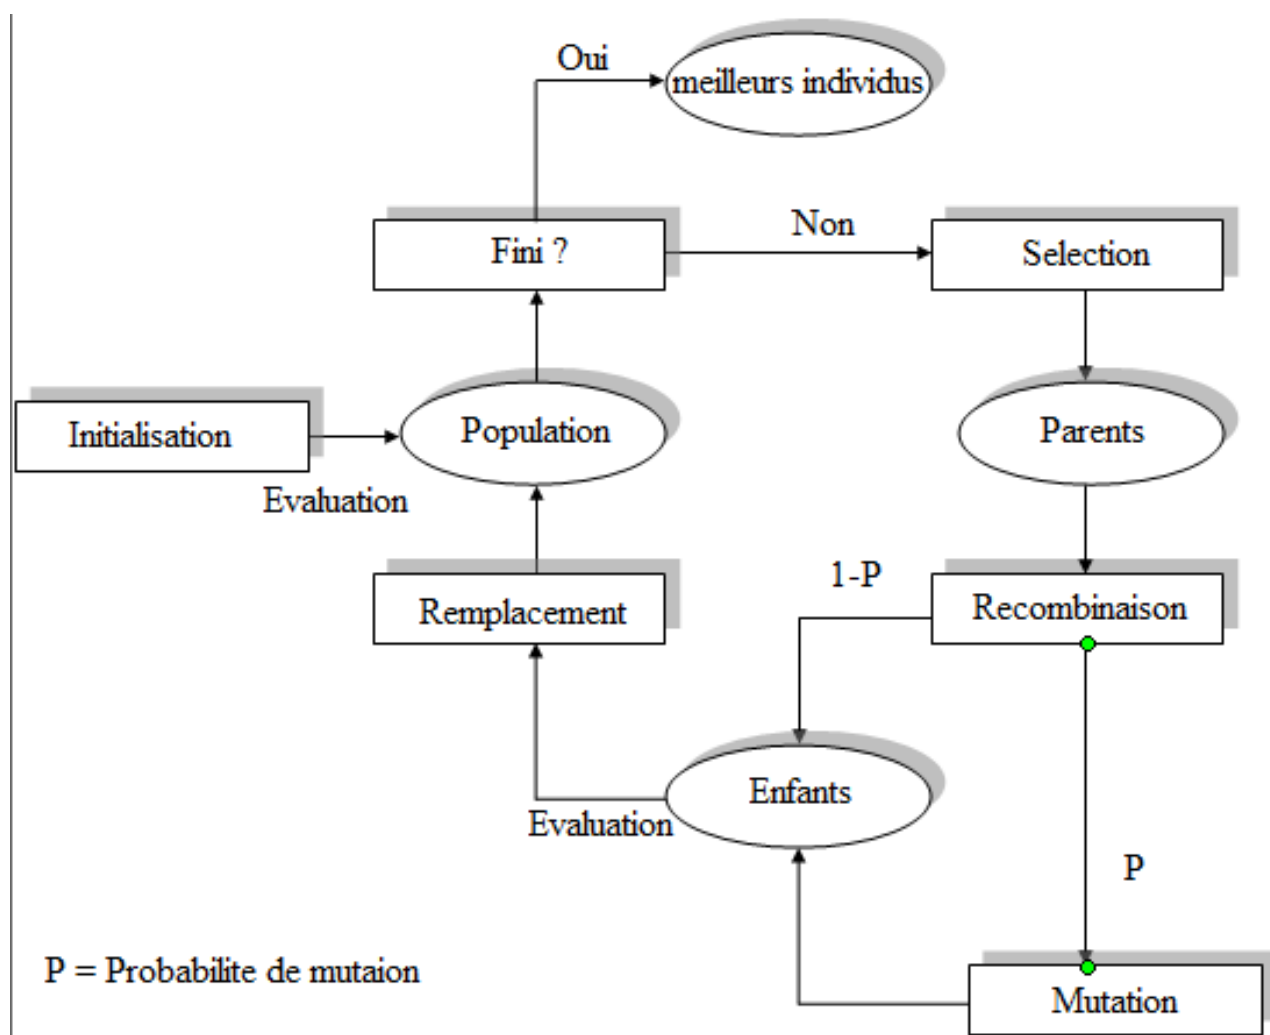 Oui
meilleurs individus
Fini ?
Non
Selection
Initialisation
Population
Parents
Evaluation
Remplacement
1-P
Recombinaison
Enfants
Evaluation
P
P = Probabilite de mutaion
Mutation